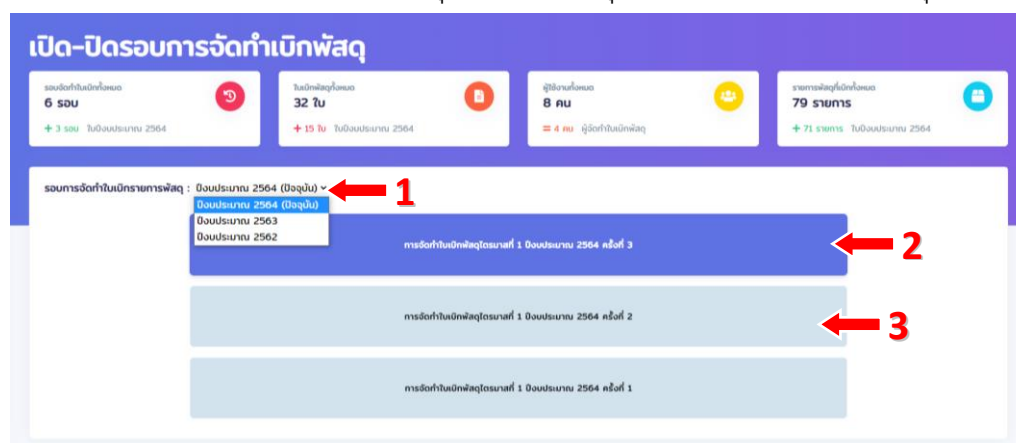 เปิด-ปิดรอบการจัดทำเบิกพัสดุ
รอบจัดทำใบเบิกทั้งหมด
6 รอบ
+ 3 รอบ ในปีงบประมาณ 2564
ใบเบิกพัสดุทั้งหมด
32 ใบ
+ 15 ใบ ในปีงบประมาณ 2564
ผู้ใช้งานทั้งหมด
8 คน
= 4 คน ผู้จัดทำใบเบิกพัสดุ
รายการพัสดุที่เบิกทั้งหมด
79 รายการ
+ 71 รายการ ในปีงบประมาณ 2564
รอบการจัดทำใบเบิกรายการพัสดุ : ปีงบประมาณ 2564 (ปัจจุบัน)
1
ปีงบประมาณ 2564 (ปัจจุบัน)
ปีงบประมาณ 2563
ปีงบประมาณ 2562
การจัดทำใบเบิกพัสดุไตรมาสที่ 1 ปีงบประมาณ 2564 ครั้งที่ 3
2
การจัดทำใบเบิกพัสดุไตรมาสที่ 1 ปีงบประมาณ 2564 ครั้งที่ 2
3
การจัดทำใบเบิกพัสดุไตรมาสที่ 1 ปีงบประมาณ 2564 ครั้งที่ 1